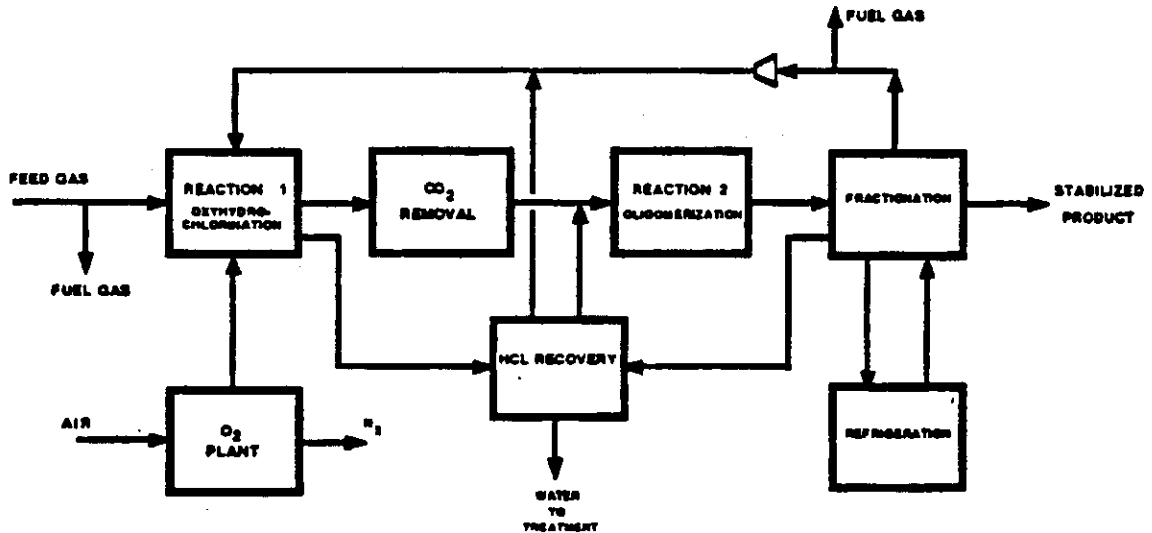 FUEL GAS
FEED GAS
FUEL GAS
REACTION 1
OXYHYDRO-
CHLORINATION
CO2
REMOVAL
REACTION 2
OLIGOMERIZATION
FRACTIONATION
STABILIZED
PRODUCT
HCL RECOVERY
AIR
O2
PLANT
N2
REFRIGERATION
WATER
TO
TREATMENT